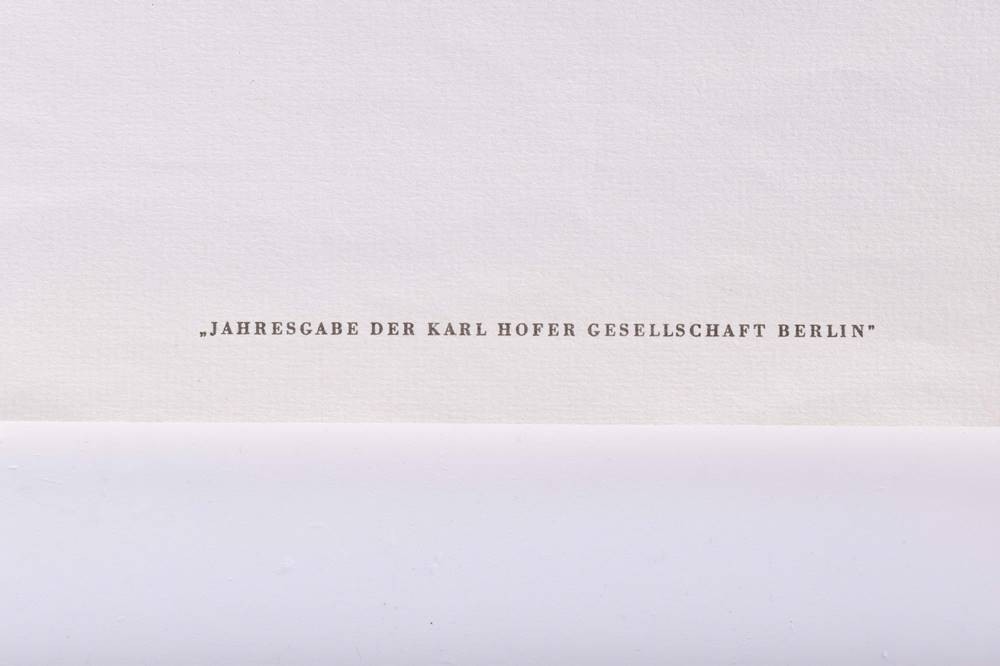 „JAHRESGABE DER KARL HOFER GESELLSCHAFT BERLIN"